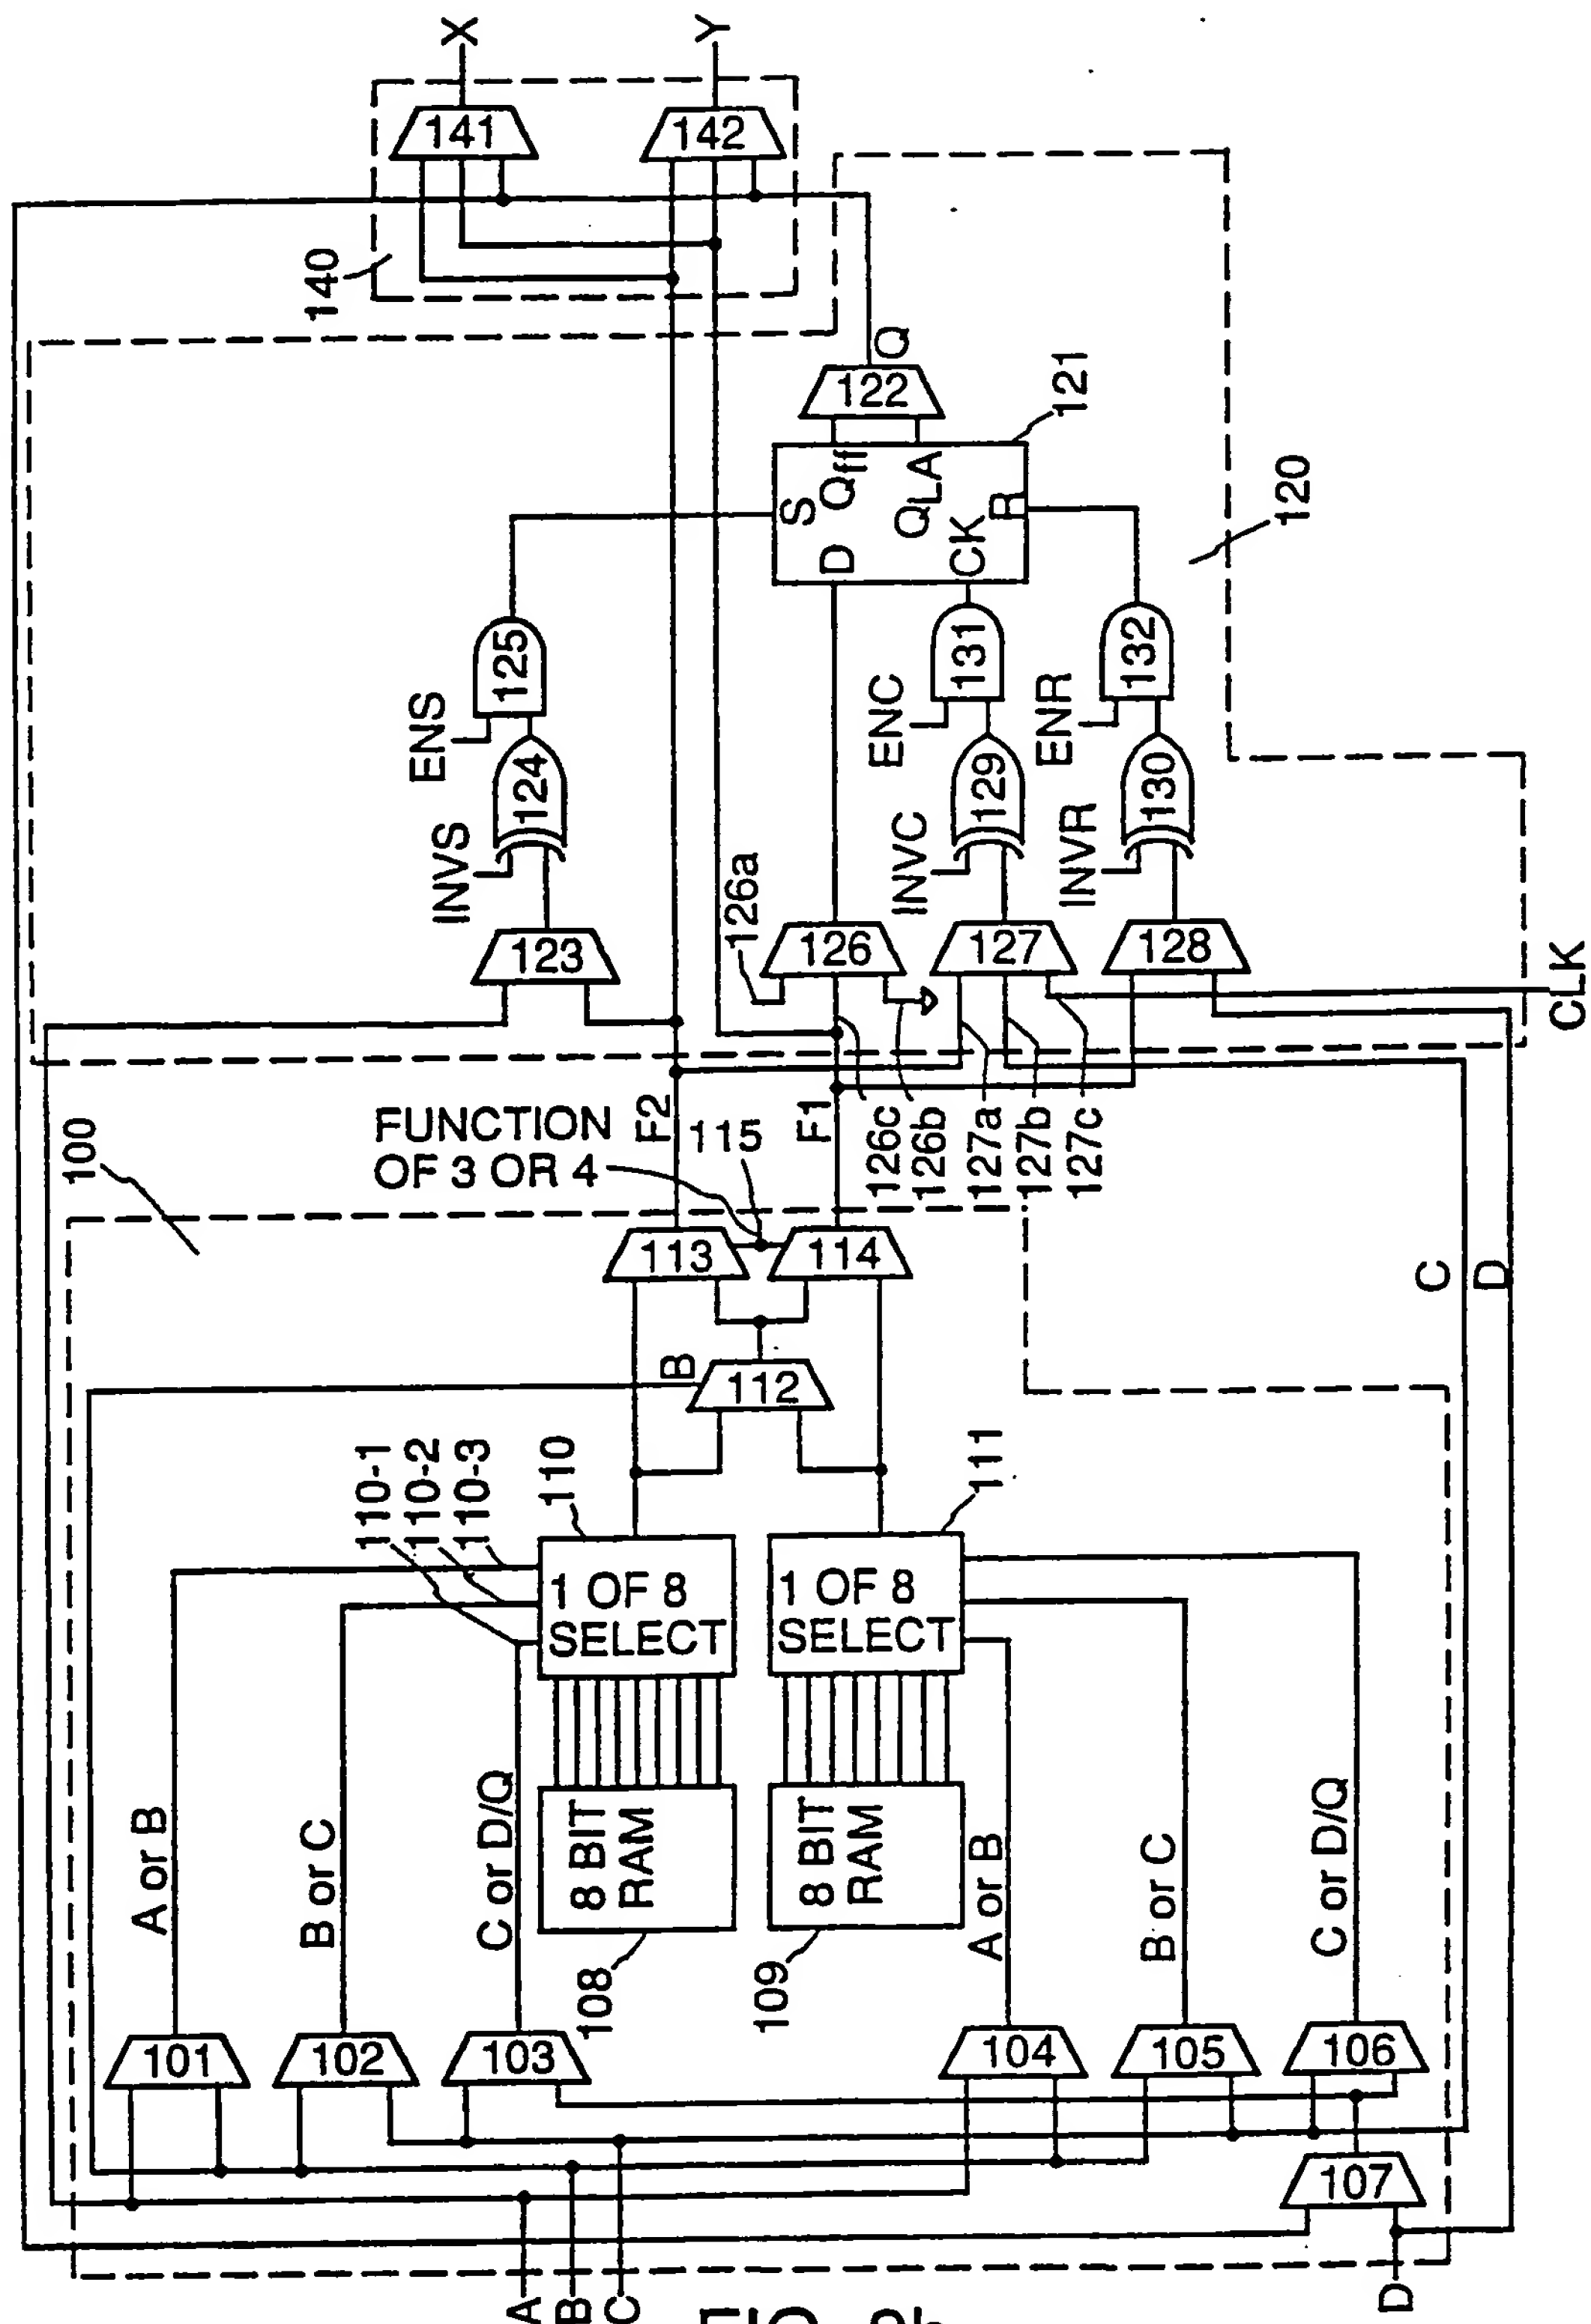 X
Y
141
142
140
Q
122
121
S
Qff
D
QLA
CK
R
120
125
ENS
124
INVS
123
131
ENC
132
ENR
129
INVC
130
INVR
126a
126
127
128
CLK
100
FUNCTION
OF 3 OR 4
F2
115
F1
126c
126b
127a
127b
127c
113
114
C
D
B
112
110-1
110-2
110-3
110
111
1 OF 8
SELECT
1 OF 8
SELECT
A or B
B or C
C or D/Q
8 BIT
RAM
8 BIT
RAM
A or B
B or C
C or D/Q
108
109
101
102
103
104
105
106
107
A
B
C
D